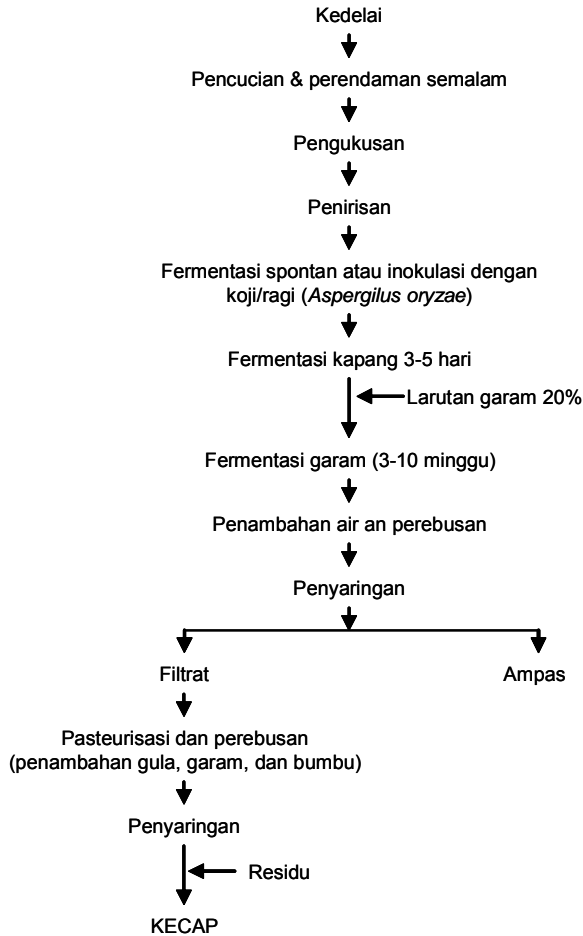 Kedelai
Pencucian & perendaman semalam
Pengukusan
Penirisan
Fermentasi spontan atau inokulasi dengan
koji/ragi (Aspergilus oryzae)
Fermentasi kapang 3-5 hari
Larutan garam 20%
Fermentasi garam (3-10 minggu)
Penambahan air an perebusan
Penyaringan
Filtrat
Ampas
Pasteurisasi dan perebusan
(penambahan gula, garam, dan bumbu)
Penyaringan
Residu
KECAP